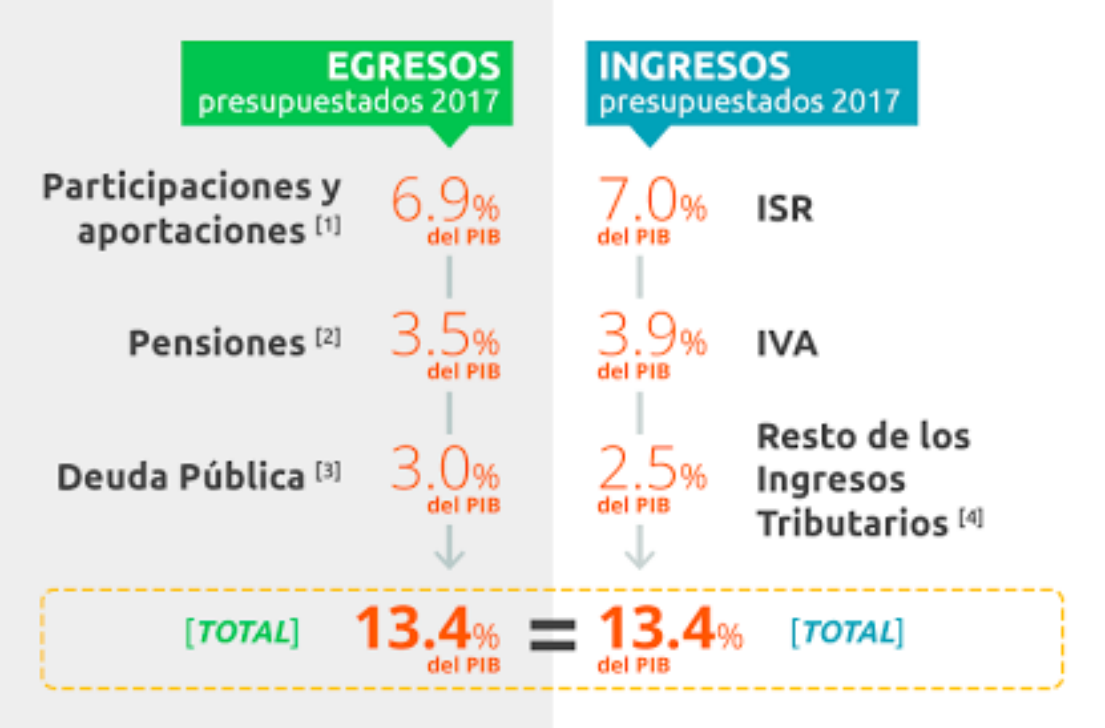 EGRESOS
presupuestados 2017
Participaciones y
aportaciones [1]
6.9%
del PIB
Pensiones [2]
3.5%
del PIB
Deuda Pública [3]
3.0%
del PIB
[TOTAL]
13.4%
del PIB
=
INGRESOS
presupuestados 2017
7.0%
del PIB
ISR
3.9%
del PIB
IVA
2.5%
del PIB
Resto de los
Ingresos
Tributarios [4]
13.4%
del PIB
[TOTAL]